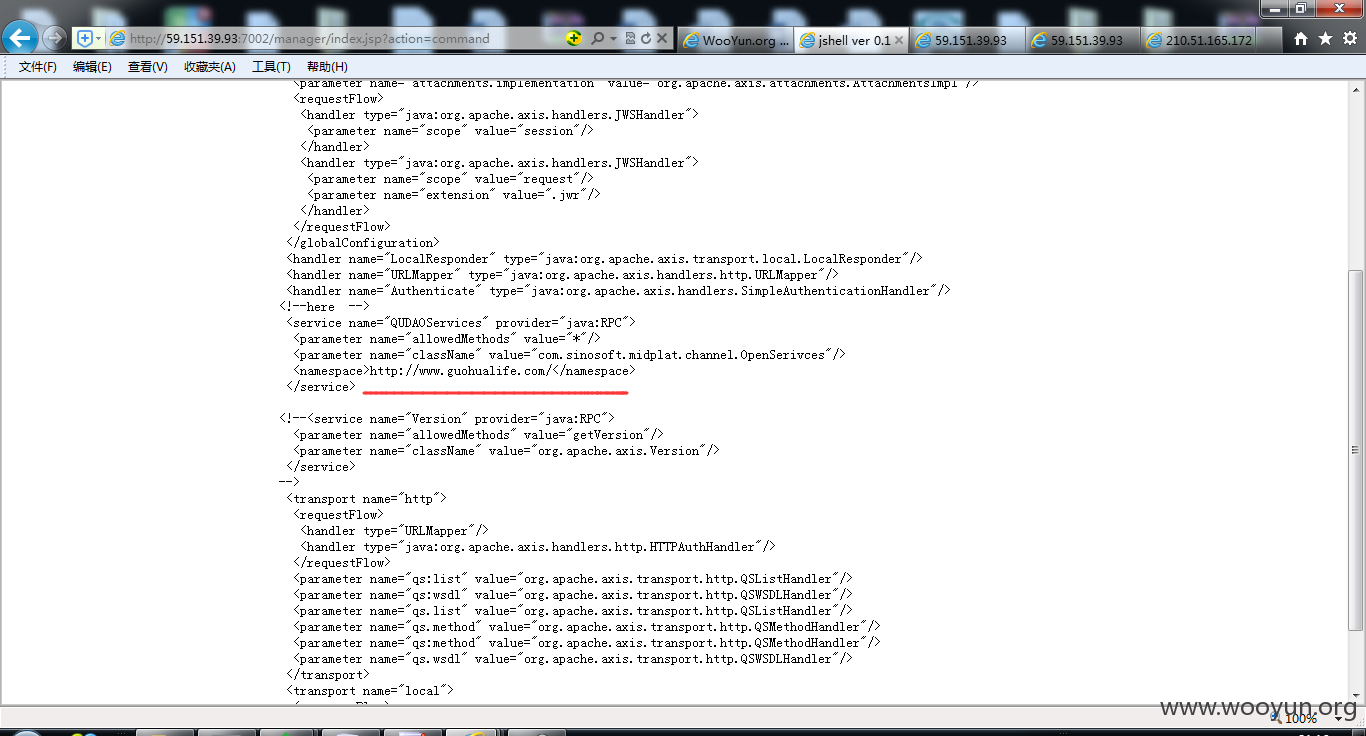 http://59.151.39.93:7002/manager/index.jsp?action=command
WooYun.org ...
jshell ver 0.1
59.151.39.93
59.151.39.93
210.51.165.172
文件(F) 编辑(E) 查看(V) 收藏夹(A) 工具(T) 帮助(H)
<parameter name="attachments.implementation" value="org.apache.axis.attachments.AttachmentsImpl"/>
<requestFlow>
<handler type="java:org.apache.axis.handlers.JWSHandler">
<parameter name="scope" value="session"/>
</handler>
<handler type="java:org.apache.axis.handlers.JWSHandler">
<parameter name="scope" value="request"/>
<parameter name="extension" value=".jwr"/>
</handler>
</requestFlow>
</globalConfiguration>
<handler name="LocalResponder" type="java:org.apache.axis.transport.local.LocalResponder"/>
<handler name="URLMapper" type="java:org.apache.axis.handlers.http.URLMapper"/>
<handler name="Authenticate" type="java:org.apache.axis.handlers.SimpleAuthenticationHandler"/>
<!--here -->
<service name="QUDAOServices" provider="java:RPC">
<parameter name="allowedMethods" value="*"/>
<parameter name="className" value="com.sinosoft.midplat.channel.OpenSerivces"/>
<namespace>http://www.guohualife.com/</namespace>
</service>
<!--<service name="Version" provider="java:RPC">
<parameter name="allowedMethods" value="getVersion"/>
<parameter name="className" value="org.apache.axis.Version"/>
</service>
-->
<transport name="http">
<requestFlow>
<handler type="URLMapper"/>
<handler type="java:org.apache.axis.handlers.http.HTTPAuthHandler"/>
</requestFlow>
<parameter name="qs:list" value="org.apache.axis.transport.http.QSListHandler"/>
<parameter name="qs:wsdl" value="org.apache.axis.transport.http.QSWSDLHandler"/>
<parameter name="qs.list" value="org.apache.axis.transport.http.QSListHandler"/>
<parameter name="qs.method" value="org.apache.axis.transport.http.QSMethodHandler"/>
<parameter name="qs:method" value="org.apache.axis.transport.http.QSMethodHandler"/>
<parameter name="qs.wsdl" value="org.apache.axis.transport.http.QSWSDLHandler"/>
</transport>
<transport name="local">
www.wooyun.org
100%